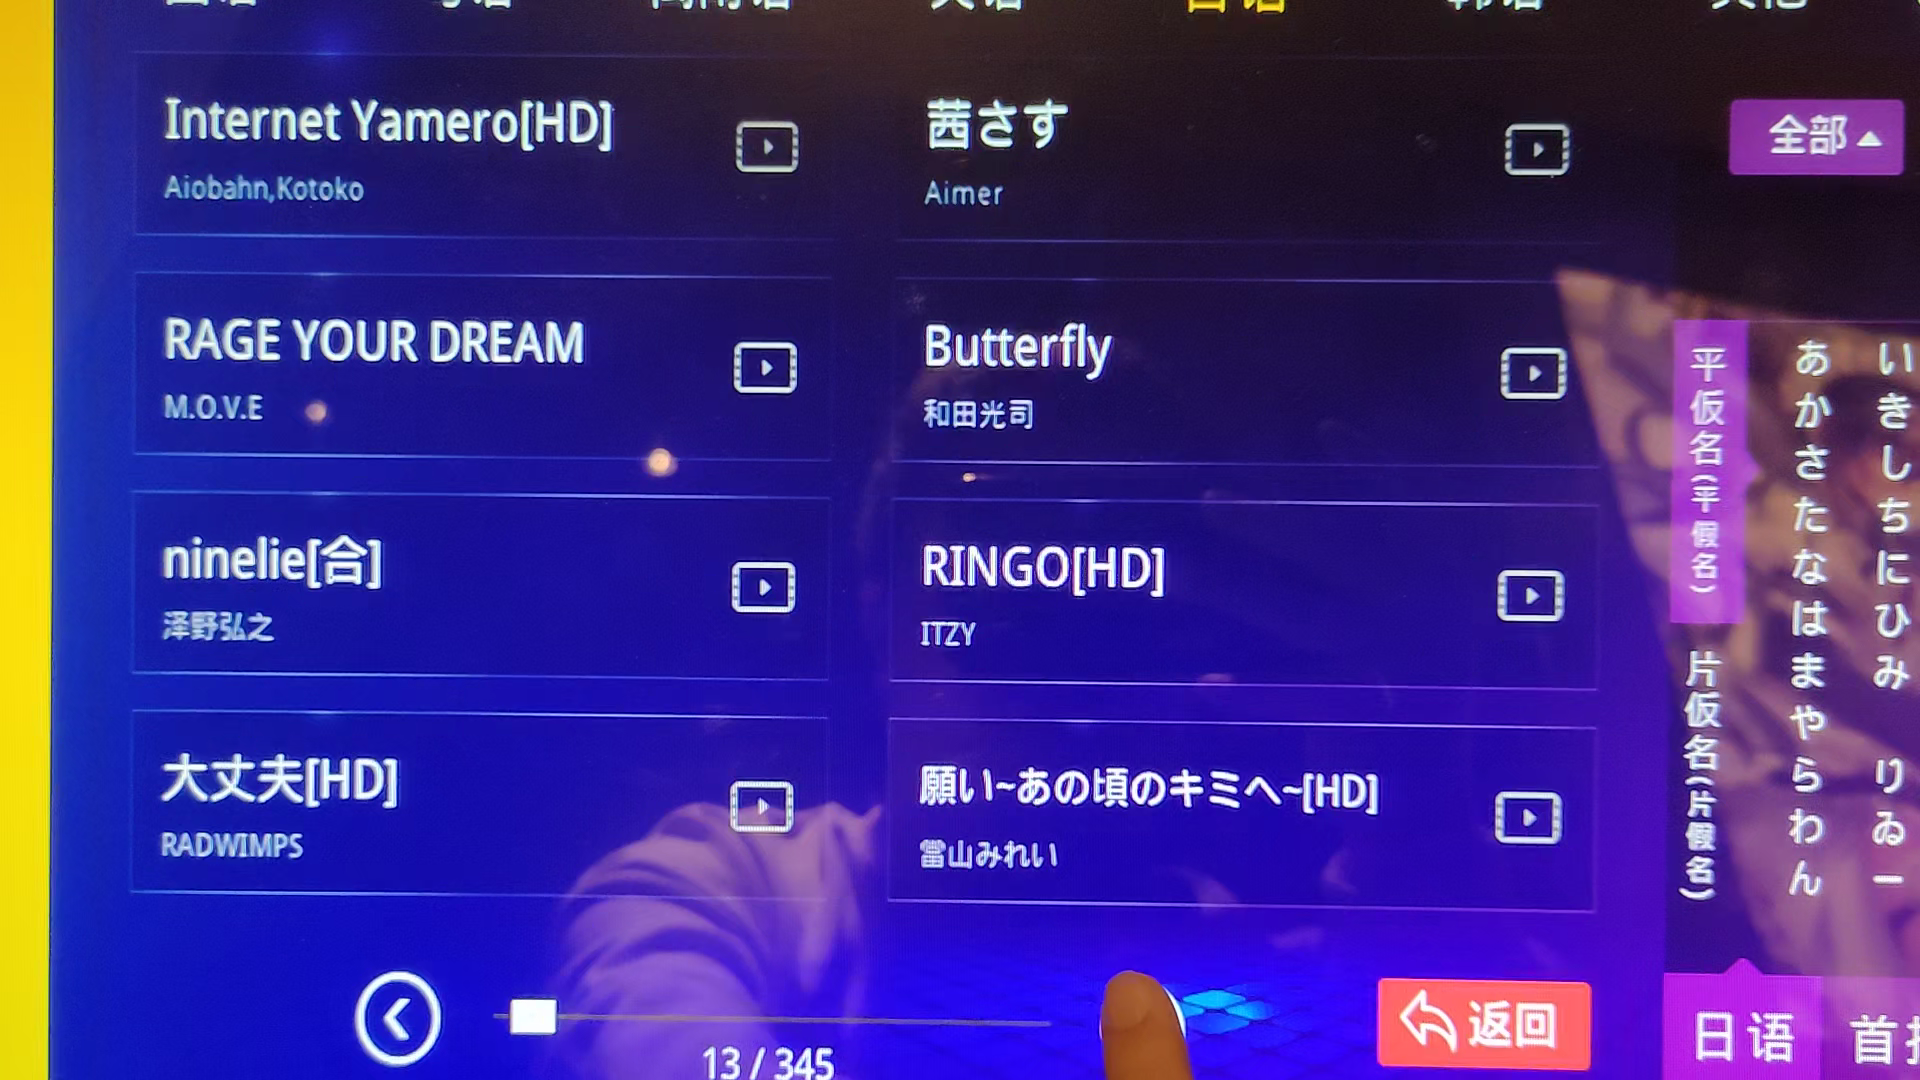 日语
Internet Yamero[HD]
Aiobahn,Kotoko
茜さす
Aimer
全部
RAGE YOUR DREAM
M.O.V.E
Butterfly
和田光司
ninelie[合]
泽野弘之
RINGO[HD]
ITZY
大丈夫[HD]
RADWIMPS
願い~あの頃のキミへ~[HD]
當山みれい
13 / 345
返回
平仮名(平假名)
片仮名(片假名)
あ い
か き
さ し
た ち
な に
は ひ
ま み
や
ら り
わ ゐ
ん ー
日语
首